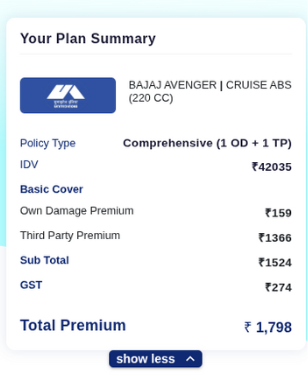 Your Plan Summary
BAJAJ AVENGER | CRUISE ABS
(220 CC)
Policy Type Comprehensive (1 OD + 1 TP)
IDV ₹42035
Basic Cover
Own Damage Premium ₹159
Third Party Premium ₹1366
Sub Total ₹1524
GST ₹274
Total Premium ₹ 1,798
show less